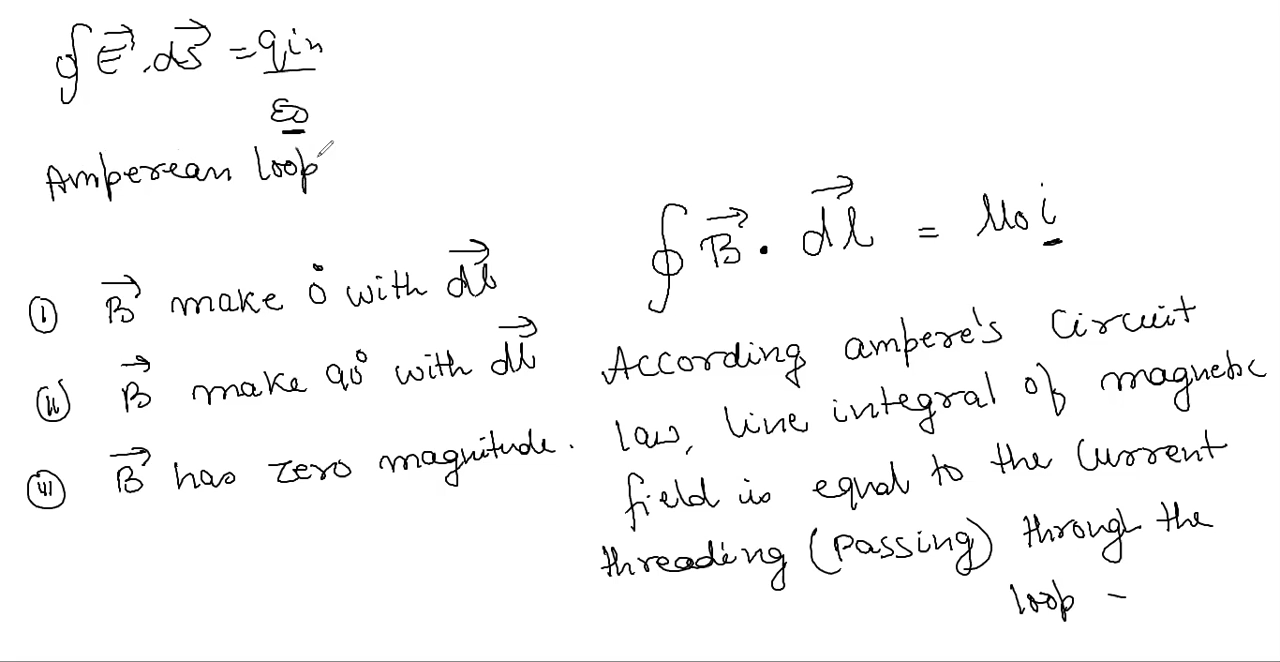 ∮E⃗.ds⃗ = qin/ε0
Amperean loop
(i) B⃗ make 0° with dl⃗
(ii) B⃗ make 90° with dl⃗
(iii) B⃗ has zero magnitude.
∮B⃗ . dl⃗ = μ0 i
According ampere's Circuit
law, line integral of magnetic
field is equal to the current
threading (passing) through the
loop -